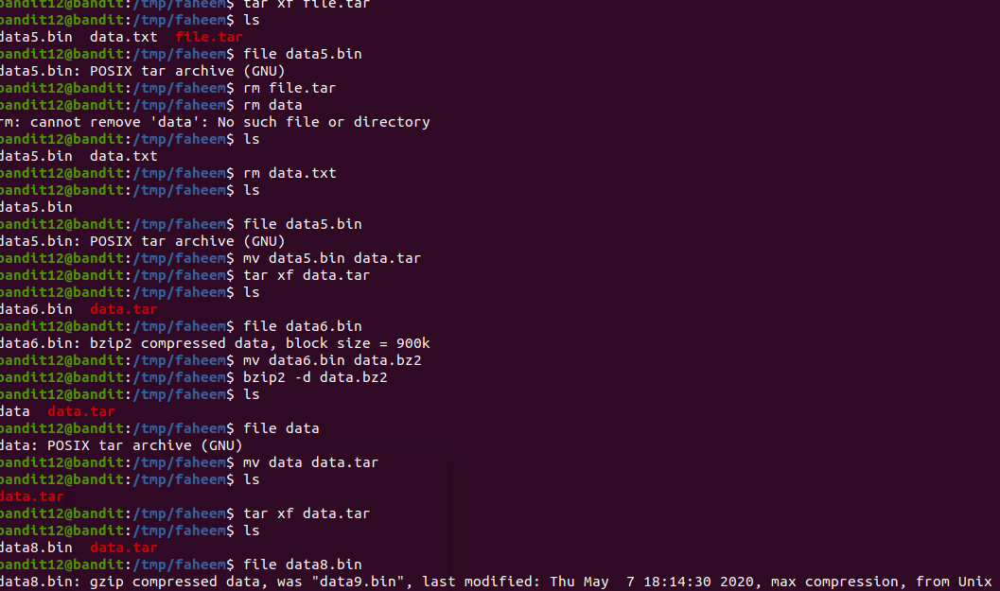 bandit12@bandit:/tmp/faheem$ tar xf file.tar
bandit12@bandit:/tmp/faheem$ ls
data5.bin  data.txt  file.tar
bandit12@bandit:/tmp/faheem$ file data5.bin
data5.bin: POSIX tar archive (GNU)
bandit12@bandit:/tmp/faheem$ rm file.tar
bandit12@bandit:/tmp/faheem$ rm data
rm: cannot remove 'data': No such file or directory
bandit12@bandit:/tmp/faheem$ ls
data5.bin  data.txt
bandit12@bandit:/tmp/faheem$ rm data.txt
bandit12@bandit:/tmp/faheem$ ls
data5.bin
bandit12@bandit:/tmp/faheem$ file data5.bin
data5.bin: POSIX tar archive (GNU)
bandit12@bandit:/tmp/faheem$ mv data5.bin data.tar
bandit12@bandit:/tmp/faheem$ tar xf data.tar
bandit12@bandit:/tmp/faheem$ ls
data6.bin  data.tar
bandit12@bandit:/tmp/faheem$ file data6.bin
data6.bin: bzip2 compressed data, block size = 900k
bandit12@bandit:/tmp/faheem$ mv data6.bin data.bz2
bandit12@bandit:/tmp/faheem$ bzip2 -d data.bz2
bandit12@bandit:/tmp/faheem$ ls
data  data.tar
bandit12@bandit:/tmp/faheem$ file data
data: POSIX tar archive (GNU)
bandit12@bandit:/tmp/faheem$ mv data data.tar
bandit12@bandit:/tmp/faheem$ ls
data.tar
bandit12@bandit:/tmp/faheem$ tar xf data.tar
bandit12@bandit:/tmp/faheem$ ls
data8.bin  data.tar
bandit12@bandit:/tmp/faheem$ file data8.bin
data8.bin: gzip compressed data, was "data9.bin", last modified: Thu May  7 18:14:30 2020, max compression, from Unix